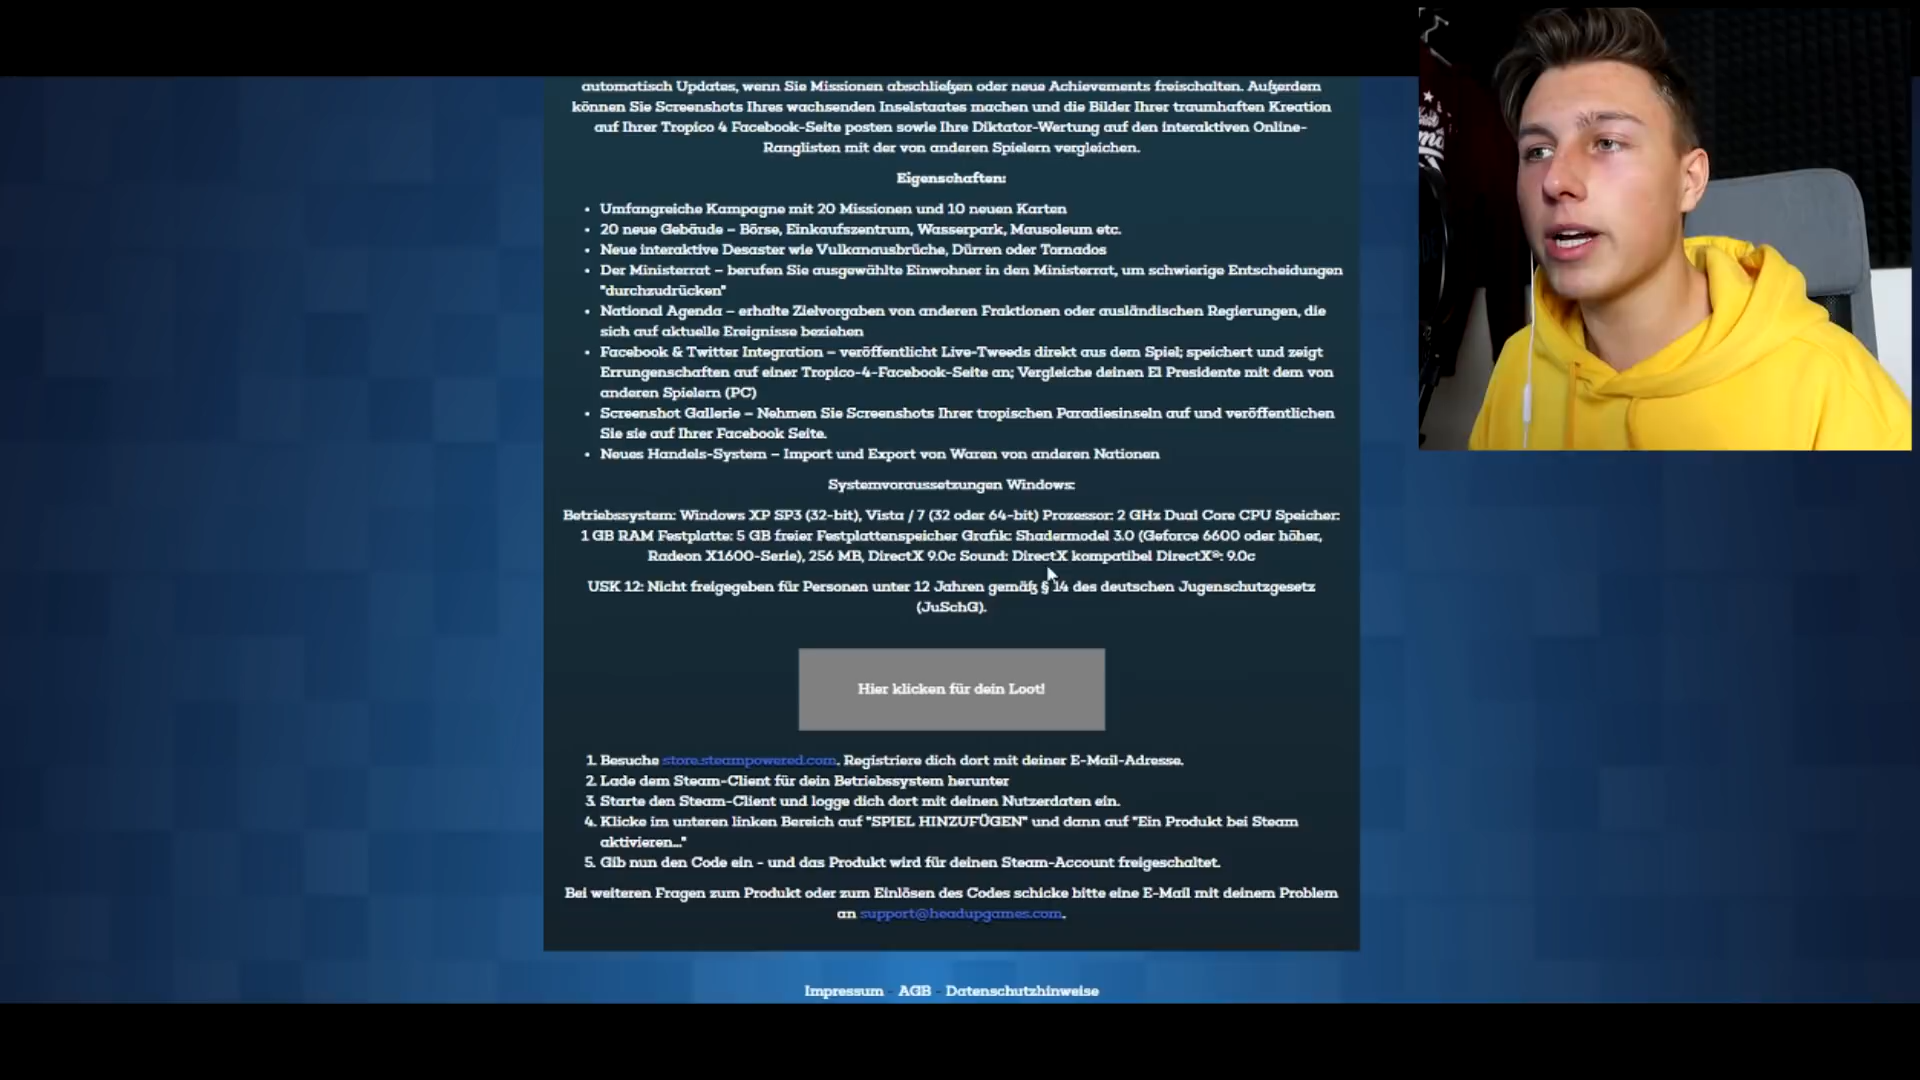 automatisch Updates, wenn Sie Missionen abschließen oder neue Achievements freischalten. Außerdem
können Sie Screenshots Ihres wachsenden Inselstaates machen und die Bilder Ihrer traumhaften Kreation
auf Ihrer Tropico 4 Facebook-Seite posten sowie Ihre Diktator-Wertung auf den interaktiven Online-
Ranglisten mit der von anderen Spielern vergleichen.
Eigenschaften:
• Umfangreiche Kampagne mit 20 Missionen und 10 neuen Karten
• 20 neue Gebäude – Börse, Einkaufszentrum, Wasserpark, Mausoleum etc.
• Neue interaktive Desaster wie Vulkanausbrüche, Dürren oder Tornados
• Der Ministerrat – berufen Sie ausgewählte Einwohner in den Ministerrat, um schwierige Entscheidungen
"durchzudrücken"
• National Agenda – erhalte Zielvorgaben von anderen Fraktionen oder ausländischen Regierungen, die
sich auf aktuelle Ereignisse beziehen
• Facebook & Twitter Integration – veröffentlicht Live-Tweeds direkt aus dem Spiel; speichert und zeigt
Errungenschaften auf einer Tropico-4-Facebook-Seite an; Vergleiche deinen El Presidente mit dem von
anderen Spielern (PC)
• Screenshot Gallerie – Nehmen Sie Screenshots Ihrer tropischen Paradiesinseln auf und veröffentlichen
Sie sie auf Ihrer Facebook Seite.
• Neues Handels-System – Import und Export von Waren von anderen Nationen
Systemvoraussetzungen Windows:
Betriebssystem: Windows XP SP3 (32-bit), Vista / 7 (32 oder 64-bit) Prozessor: 2 GHz Dual Core CPU Speicher:
1 GB RAM Festplatte: 5 GB freier Festplattenspeicher Grafik: Shadermodel 3.0 (Geforce 6600 oder höher,
Radeon X1600-Serie), 256 MB, DirectX 9.0c Sound: DirectX kampatibel DirectX®: 9.0c
USK 12: Nicht freigegeben für Personen unter 12 Jahren gemäß § 14 des deutschen Jugenschutzgesetz
(JuSchG).
Hier klicken für dein Loot!
1. Besuche store.steampowered.com. Registriere dich dort mit deiner E-Mail-Adresse.
2. Lade dem Steam-Client für dein Betriebssystem herunter
3. Starte den Steam-Client und logge dich dort mit deinen Nutzerdaten ein.
4. Klicke im unteren linken Bereich auf "SPIEL HINZUFÜGEN" und dann auf "Ein Produkt bei Steam
aktivieren..."
5. Gib nun den Code ein - und das Produkt wird für deinen Steam-Account freigeschaltet.
Bei weiteren Fragen zum Produkt oder zum Einlösen des Codes schicke bitte eine E-Mail mit deinem Problem
an support@headupgames.com.
Impressum - AGB - Datenschutzhinweise